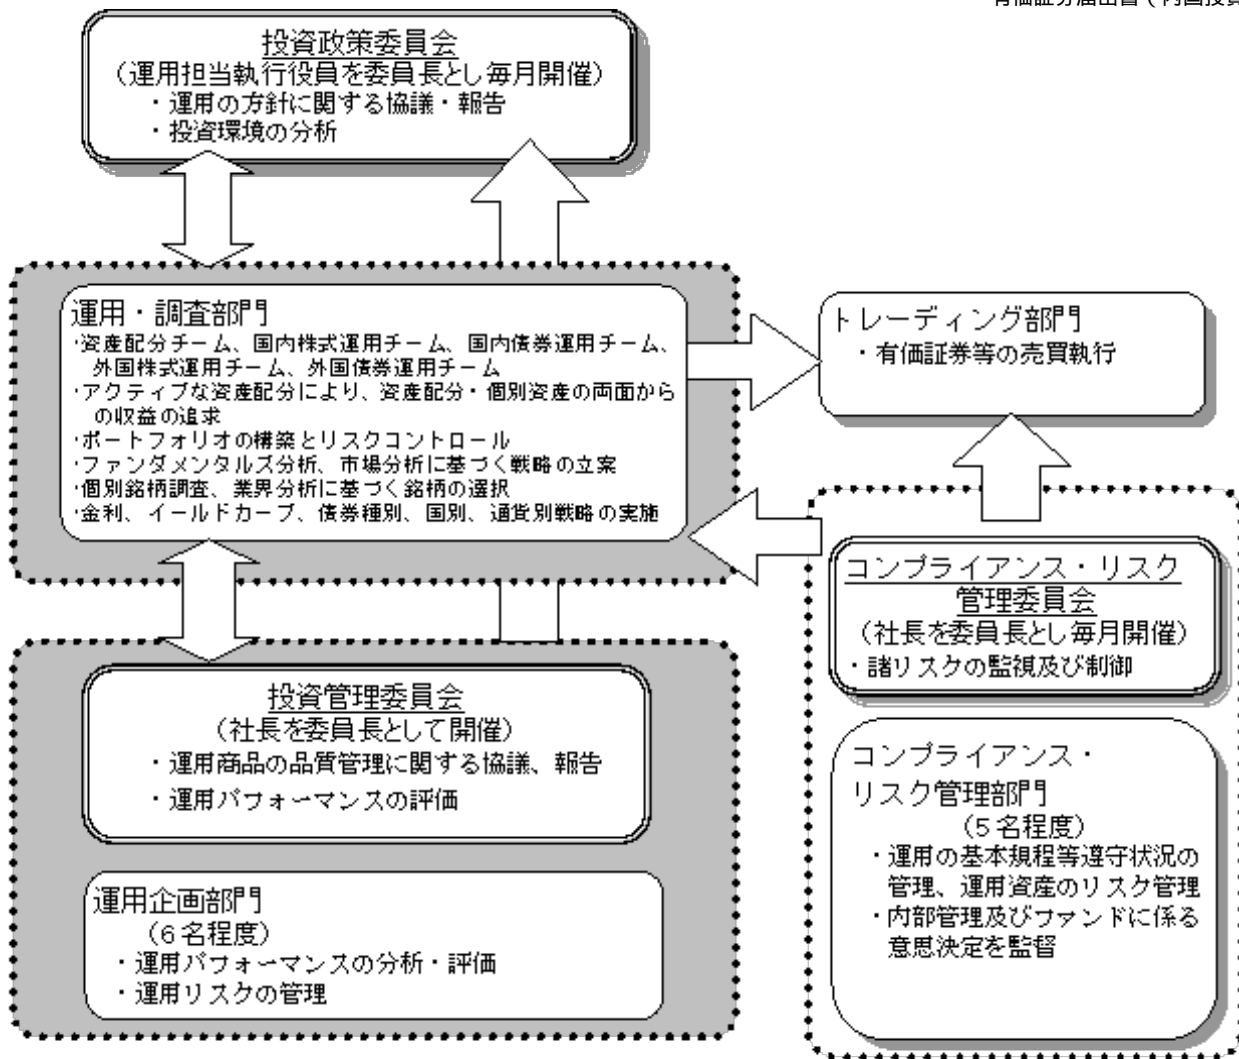 有価証券届出書（内国投資
投資政策委員会
（運用担当執行役員を委員長とし毎月開催）
・運用の方針に関する協議・報告
・投資環境の分析
運用・調査部門
・資産配分チーム、国内株式運用チーム、国内債券運用チーム、
外国株式運用チーム、外国債券運用チーム
・アクティブな資産配分により、資産配分・個別資産の両面から
の収益の追求
・ポートフォリオの構築とリスクコントロール
・ファンダメンタルズ分析、市場分析に基づく戦略の立案
・個別銘柄調査、業界分析に基づく銘柄の選択
・金利、イールドカーブ、債券種別、国別、通貨別戦略の実施
トレーディング部門
・有価証券等の売買執行
投資管理委員会
（社長を委員長として開催）
・運用商品の品質管理に関する協議、報告
・運用パフォーマンスの評価
運用企画部門
（６名程度）
・運用パフォーマンスの分析・評価
・運用リスクの管理
コンプライアンス・リスク
管理委員会
（社長を委員長とし毎月開催）
・諸リスクの監視及び制御
コンプライアンス・
リスク管理部門
（５名程度）
・運用の基本規程等遵守状況の
管理、運用資産のリスク管理
・内部管理及びファンドに係る
意思決定を監督